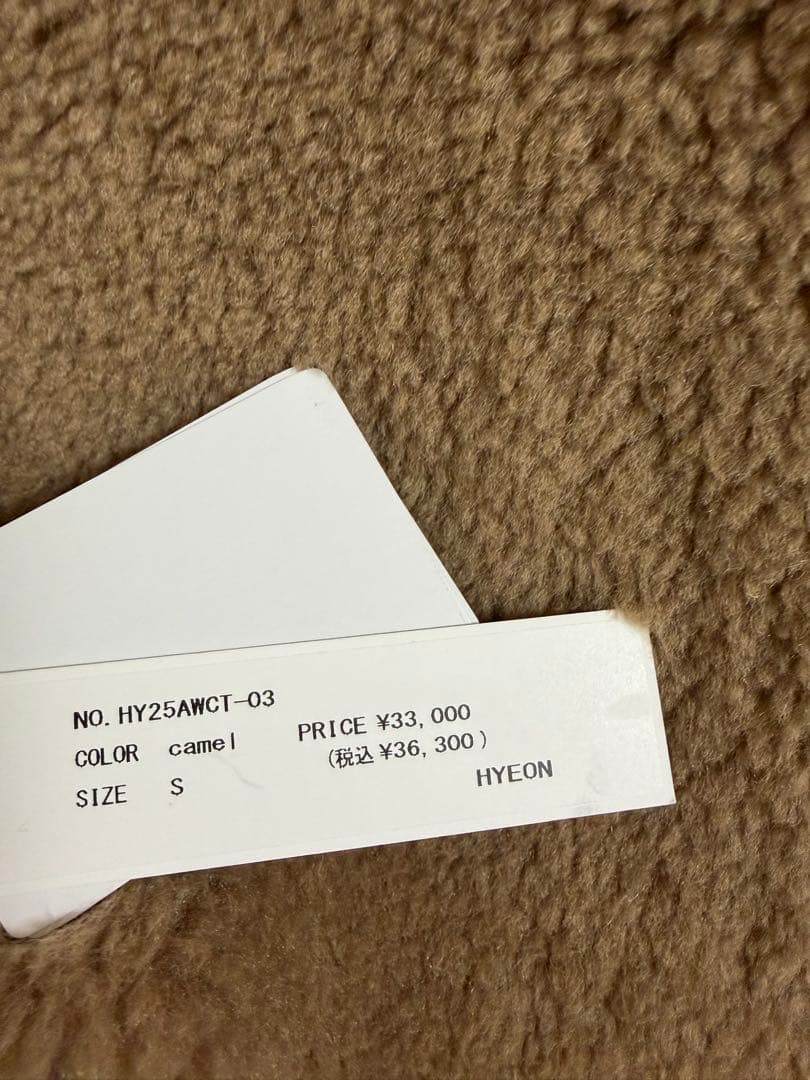 NO. HY25AWCT-03
COLOR camel
SIZE S
PRICE ¥33,000
(税込 ¥36,300)
HYEON